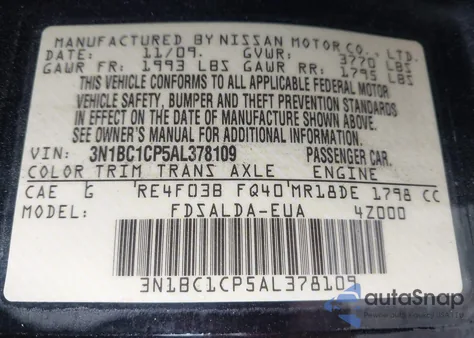 MANUFACTURED BY NISSAN MOTOR CO., LTD.
DATE: 11/09. GVWR: 3770 LBS
GAWR FR: 1993 LBS GAWR RR: 1795 LBS
THIS VEHICLE CONFORMS TO ALL APPLICABLE FEDERAL MOTOR
VEHICLE SAFETY, BUMPER AND THEFT PREVENTION STANDARDS
IN EFFECT ON THE DATE OF MANUFACTURE SHOWN ABOVE.
SEE OWNER'S MANUAL FOR ADDITIONAL INFORMATION.
VIN: 3N1BC1CP5AL378109 PASSENGER CAR.
COLOR TRIM TRANS AXLE ENGINE
CAE G RE4F03B FQ40 MR18DE 1798 CC
MODEL: FDSALDA-EUA 4Z000
3N1BC1CP5AL378109
autoSnap